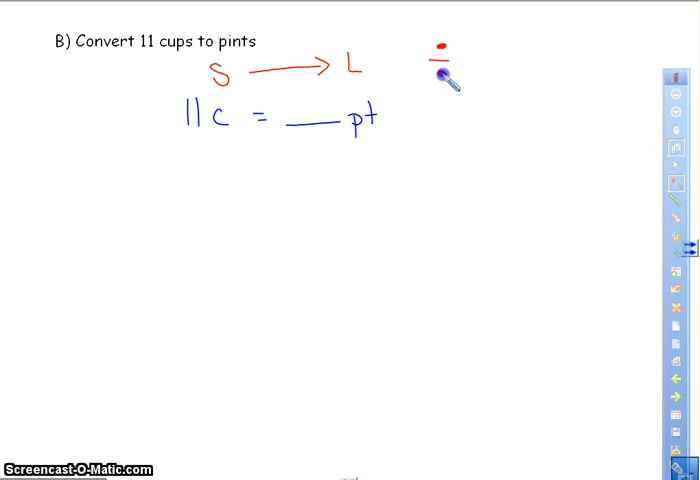 B) Convert 11 cups to pints
S → L ÷
11 c = ___ pt
Screencast-O-Matic.com